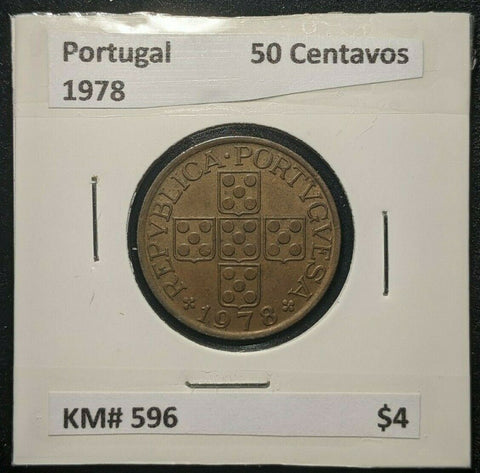 Portugal 50 Centavos
1978
REPVBLICA · PORTVGVESA
* 1978 *
KM# 596 $4